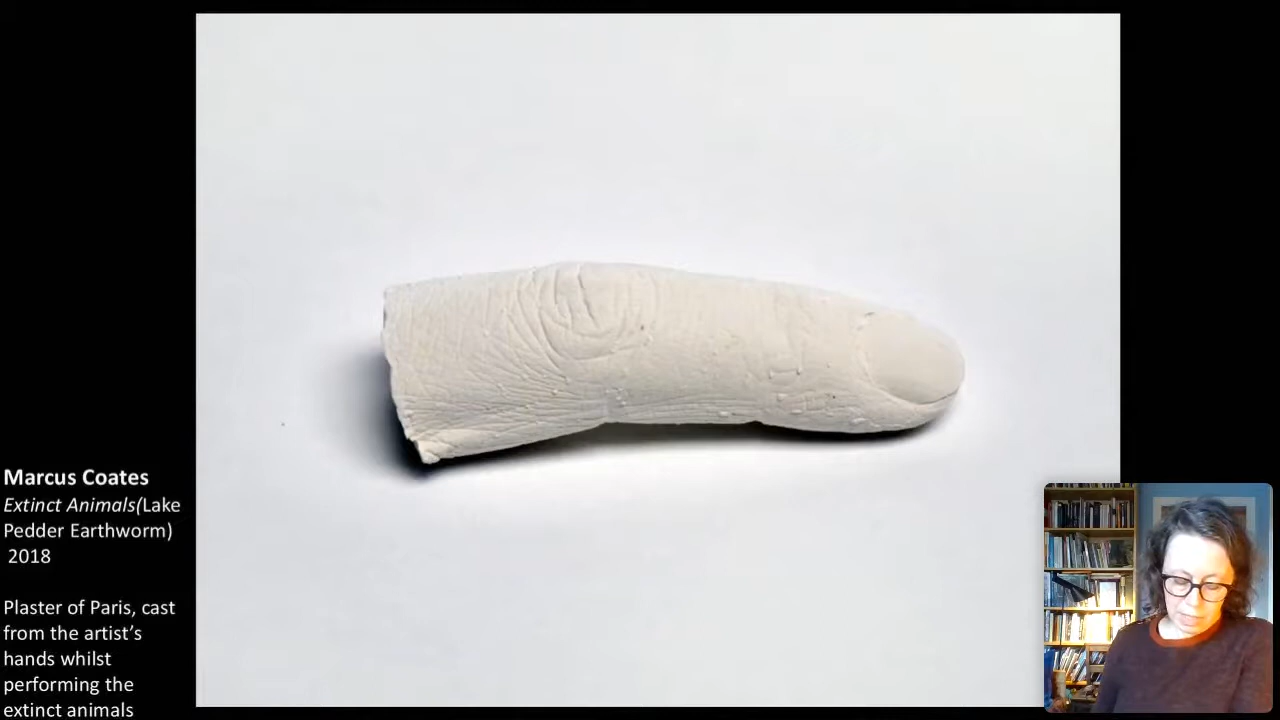 Marcus Coates
Extinct Animals(Lake
Pedder Earthworm)
2018
Plaster of Paris, cast
from the artist’s
hands whilst
performing the
extinct animals